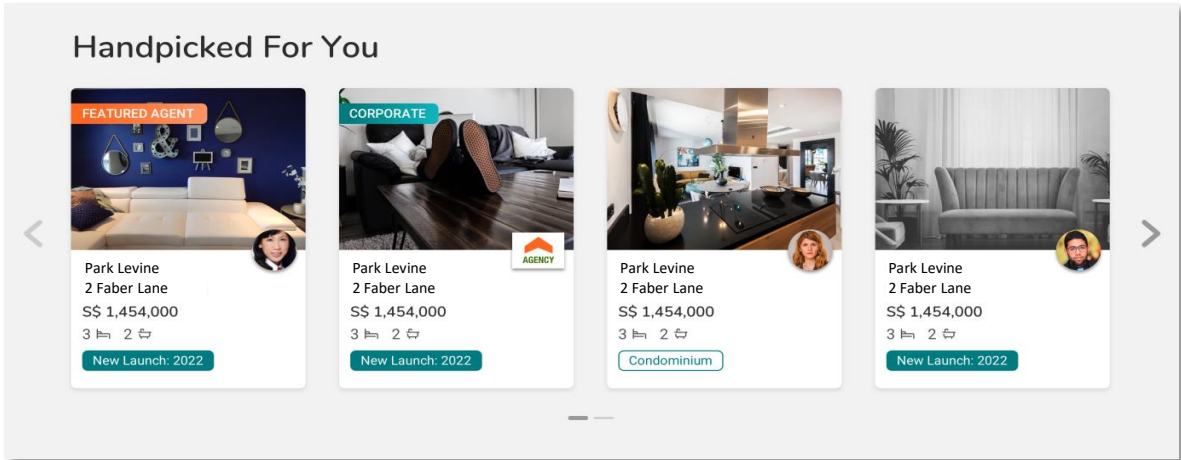 Handpicked For You
FEATURED AGENT
&
Park Levine
2 Faber Lane
S$ 1,454,000
3 2
New Launch: 2022
CORPORATE
AGENCY
Park Levine
2 Faber Lane
S$ 1,454,000
3 2
New Launch: 2022
Park Levine
2 Faber Lane
S$ 1,454,000
3 2
Condominium
Park Levine
2 Faber Lane
S$ 1,454,000
3 2
New Launch: 2022